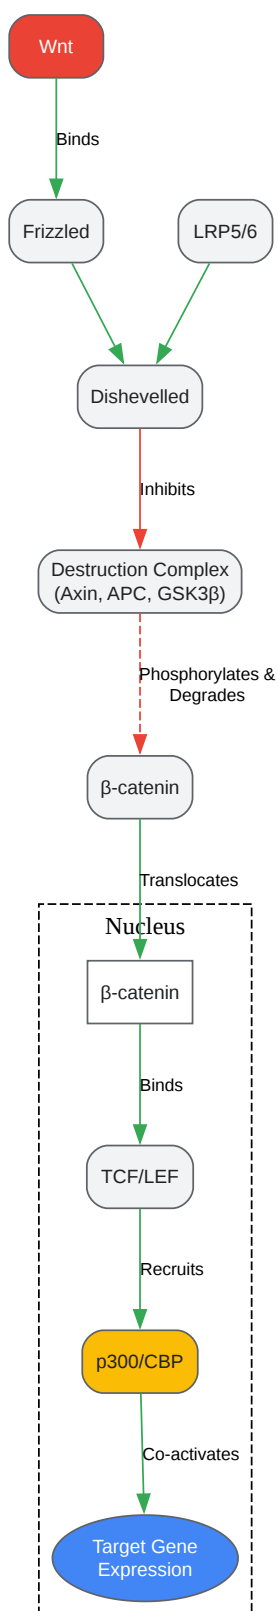 Wnt
Binds
Frizzled
LRP5/6
Dishevelled
Inhibits
Destruction Complex
(Axin, APC, GSK3β)
Phosphorylates &
Degrades
β-catenin
Translocates
Nucleus
β-catenin
Binds
TCF/LEF
Recruits
p300/CBP
Co-activates
Target Gene
Expression